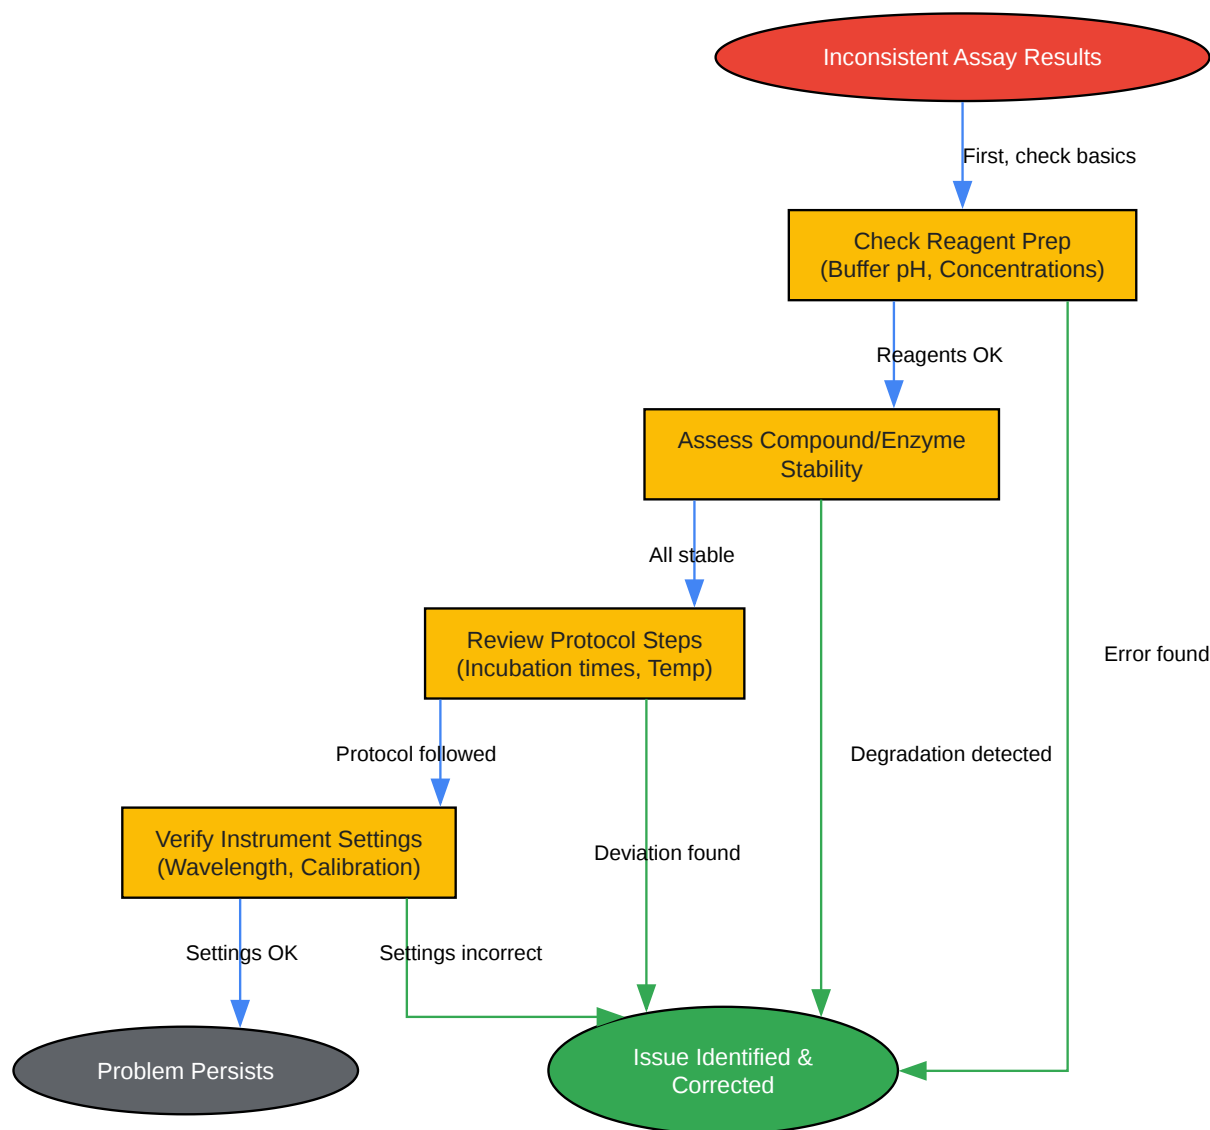 Inconsistent Assay Results
First, check basics
Check Reagent Prep
(Buffer pH, Concentrations)
Reagents OK
Assess Compound/Enzyme
Stability
All stable
Review Protocol Steps
(Incubation times, Temp)
Error found
Protocol followed
Degradation detected
Verify Instrument Settings
(Wavelength, Calibration)
Deviation found
Settings OK
Settings incorrect
Problem Persists
Issue Identified &
Corrected